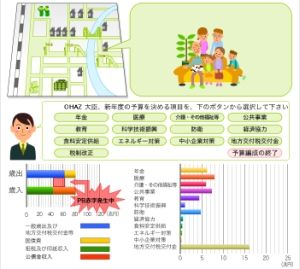 CHAZ 大臣、新年度の予算を決める項目を、下のボタンから選択して下さい
年金
医療
介護・その他福祉等
公共事業
教育
科学技術振興
防衛
経済協力
食料安定供給
エネルギー対策
中小企業対策
地方交付税交付金
税制改正
予算編成の終了
歳出
歳入
PB赤字発生中
0 20 40 60 80 100 120 (兆円)
一般歳出及び
地方交付税交付金等
国債費
租税及び印紙収入
公債金収入
年金
医療
介護・その他福祉等
公共事業
教育
科学技術振興
防衛
経済協力
食料安定供給
エネルギー対策
中小企業対策
地方交付税交付金
0 5 10 15 20 25
(兆円)